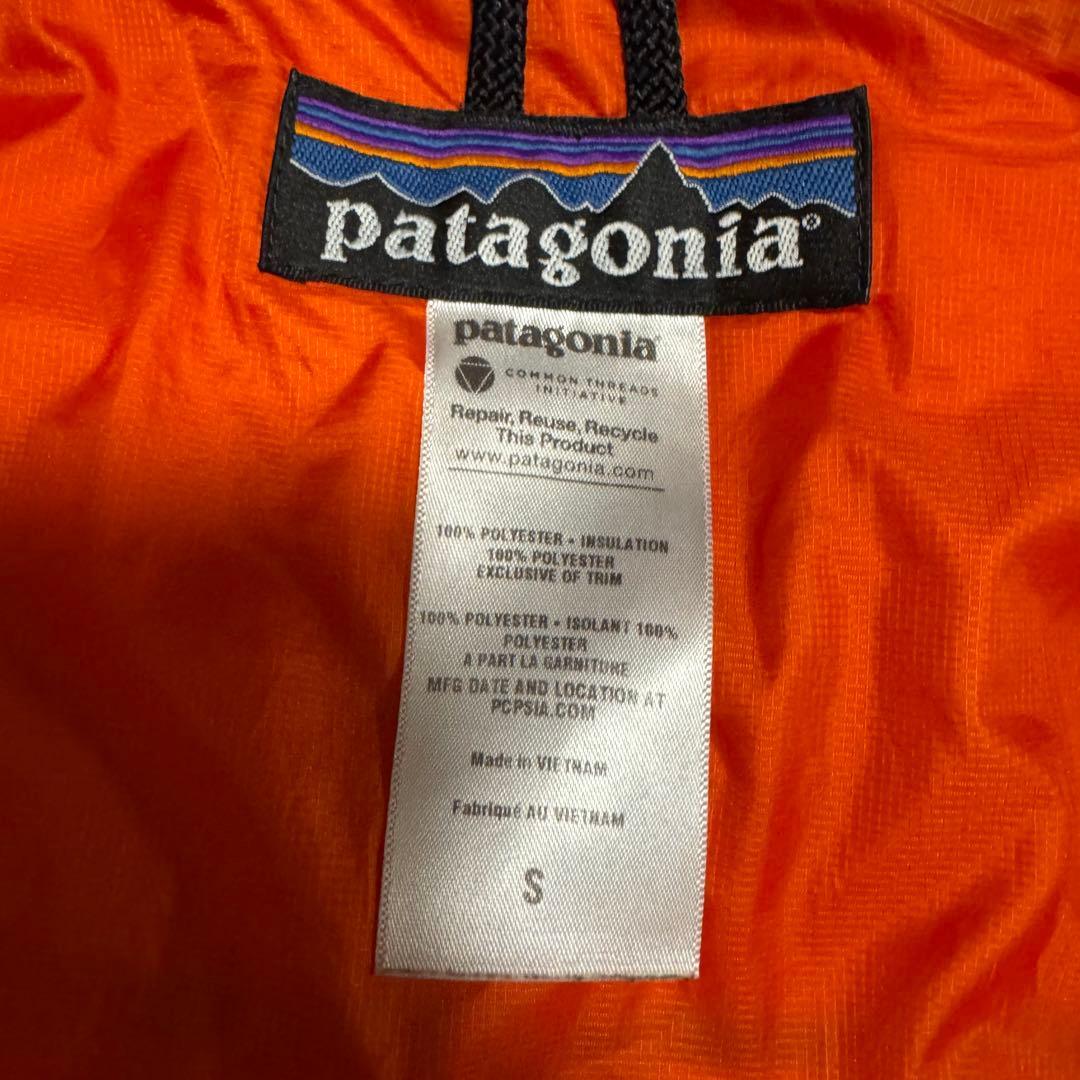 patagonia®
patagonia®
COMMON THREADS
INITIATIVE
Repair, Reuse, Recycle
This Product
www.patagonia.com
100% POLYESTER • INSULATION
100% POLYESTER
EXCLUSIVE OF TRIM
100% POLYESTER • ISOLANT 100%
POLYESTER
A PART LA GARNITURE
MFG DATE AND LOCATION AT
PCPSIA.COM
Made in VIETNAM
Fabriqué AU VIETNAM
S